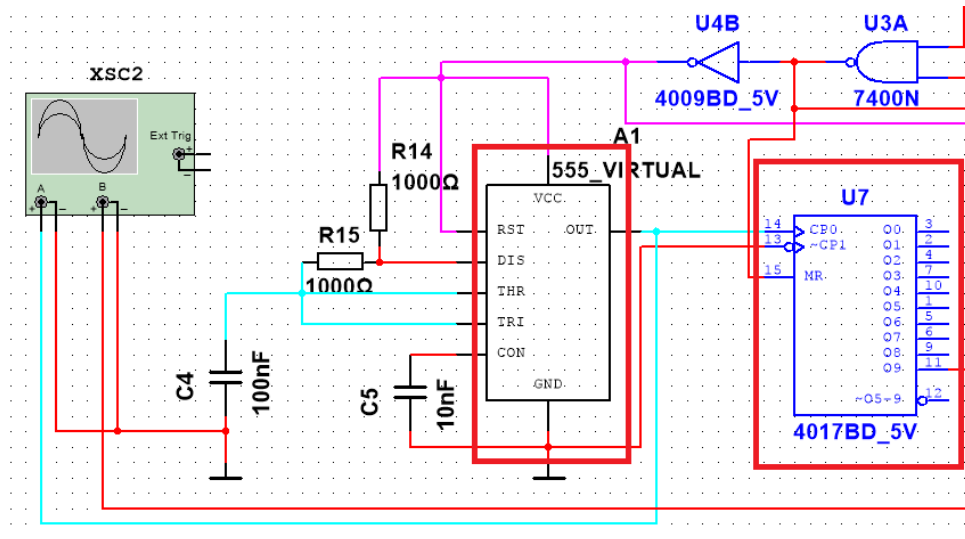 U4B
U3A
XSC2
4009BD_5V
7400N
Ext Trig
+
−
A1
R14
1000Ω
555_VIRTUAL
A
B
+
−
+
−
VCC
U7
RST
OUT
14
CP0
O0
3
R15
13
~CP1
O1
2
DIS
O2
4
15
MR
O3
7
1000Ω
THR
O4
10
O5
1
TRI
O6
5
O7
6
CON
O8
9
C4
100nF
C5
10nF
O9
11
GND
~O5-9
12
4017BD_5V